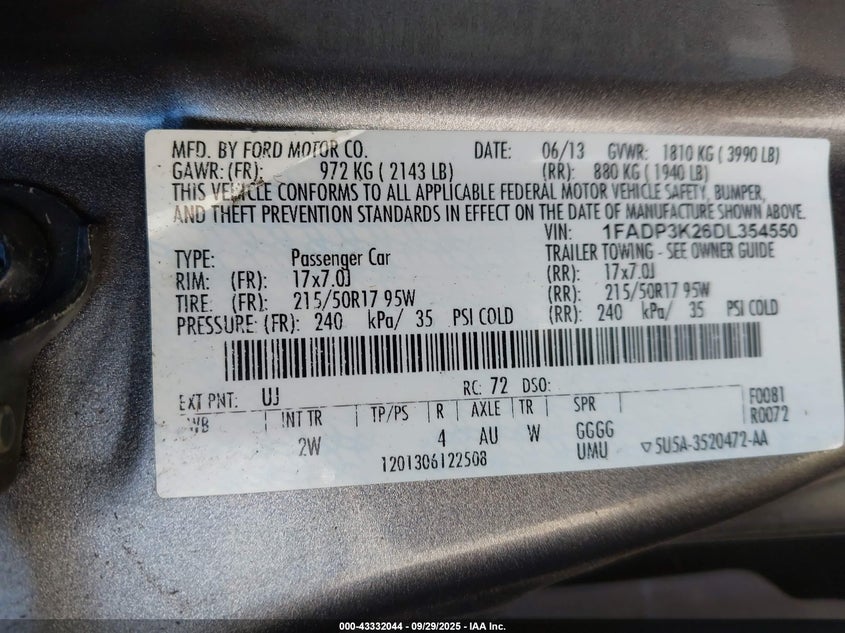 MFD. BY FORD MOTOR CO. DATE: 06/13 GVWR: 1810 KG ( 3990 LB)
GAWR: (FR): 972 KG ( 2143 LB) (RR): 880 KG ( 1940 LB)
THIS VEHICLE CONFORMS TO ALL APPLICABLE FEDERAL MOTOR VEHICLE SAFETY, BUMPER,
AND THEFT PREVENTION STANDARDS IN EFFECT ON THE DATE OF MANUFACTURE SHOWN ABOVE.
VIN: 1FADP3K26DL354550
TYPE: Passenger Car TRAILER TOWING - SEE OWNER GUIDE
RIM: (FR): 17x7.0J (RR): 17x7.0J
TIRE: (FR): 215/50R17 95W (RR): 215/50R17 95W
PRESSURE: (FR): 240 kPa/ 35 PSI COLD (RR): 240 kPa/ 35 PSI COLD
EXT PNT: UJ RC: 72 DSO:
WB INT TR TP/PS R AXLE TR SPR F0081
R0072
2W 4 AU W GGGG
UMU
1201306122508 ▽5U5A-3520472-AA
000-43332044 - 09/29/2025 - IAA Inc.